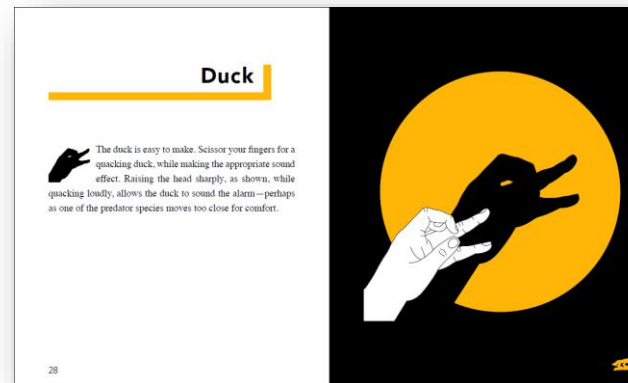 Duck
The duck is easy to make. Scissor your fingers for a
quacking duck, while making the appropriate sound
effect. Raising the head sharply, as shown, while
quacking loudly, allows the duck to sound the alarm—perhaps
as one of the predator species moves too close for comfort.
28